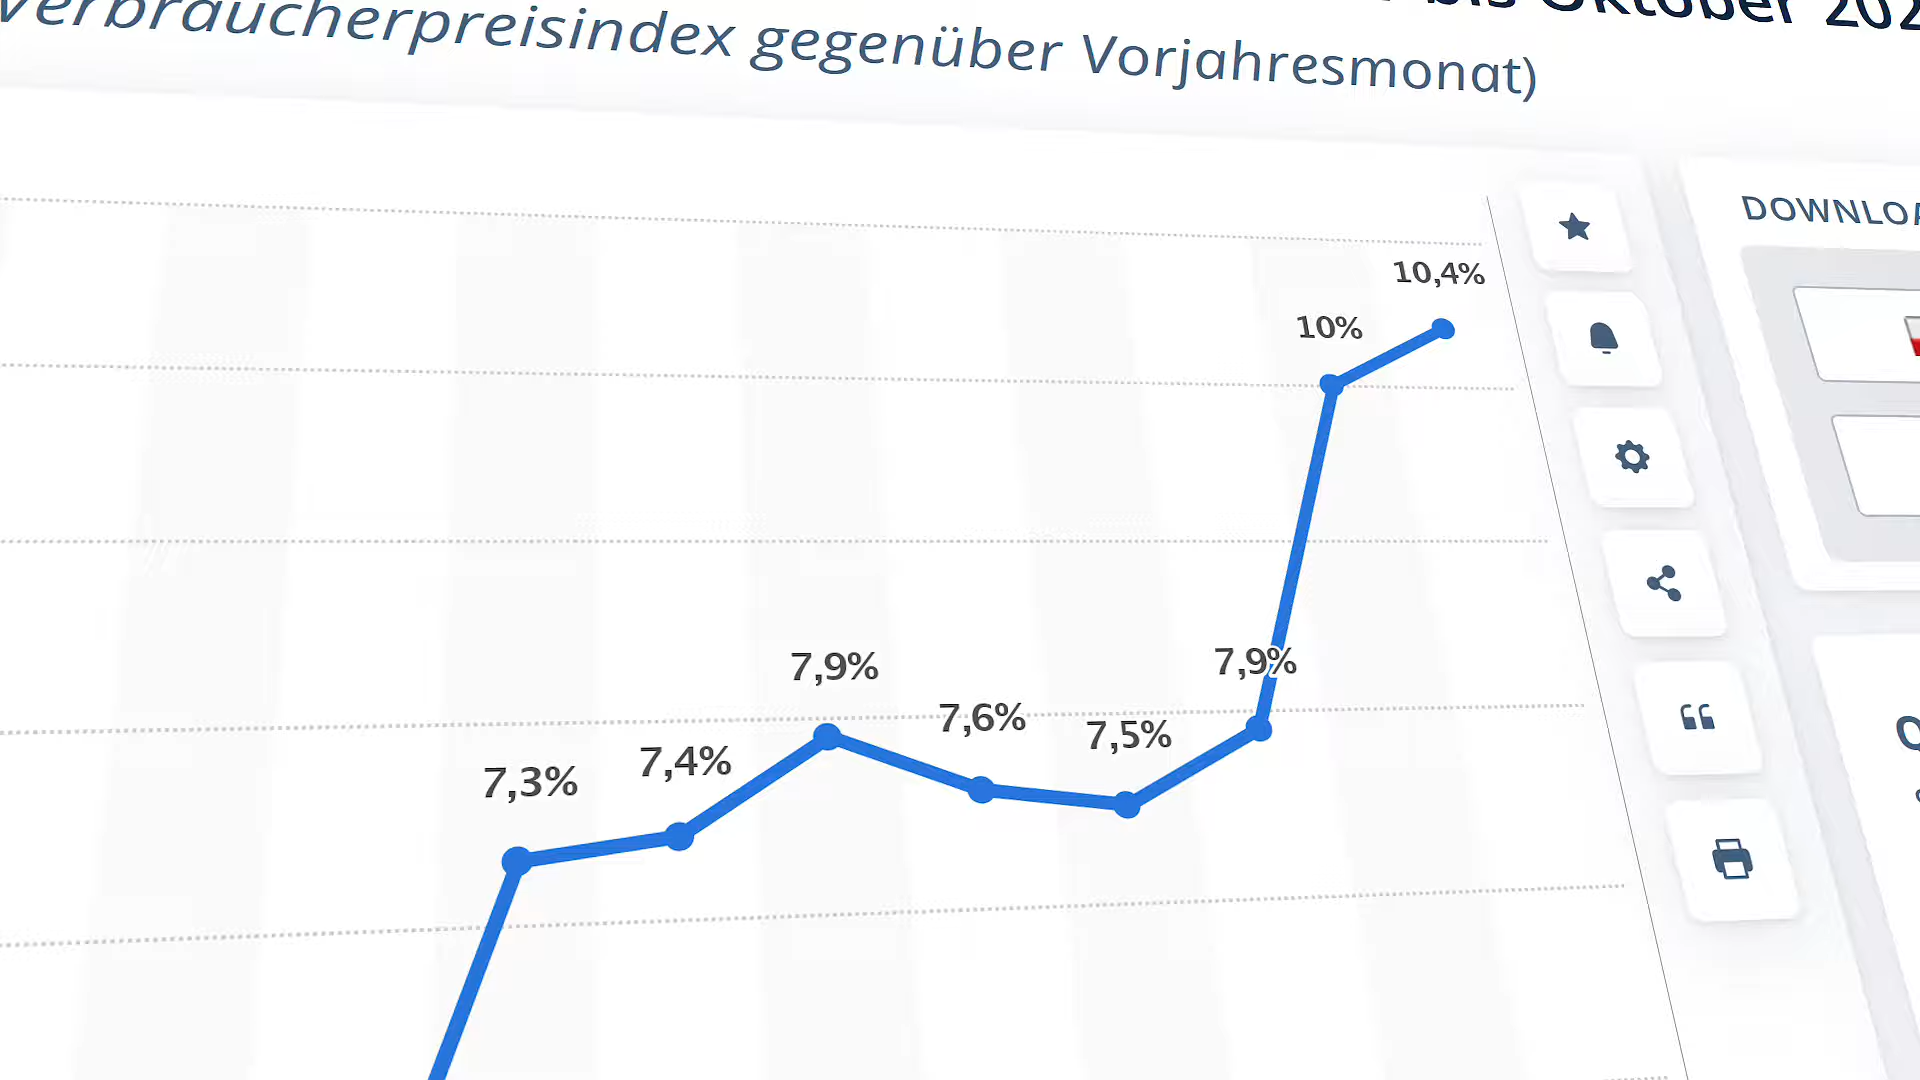 bis Oktober 202
Verbraucherpreisindex gegenüber Vorjahresmonat)
DOWNLOA
10,4%
10%
7,9%
7,9%
7,6%
7,5%
7,4%
7,3%